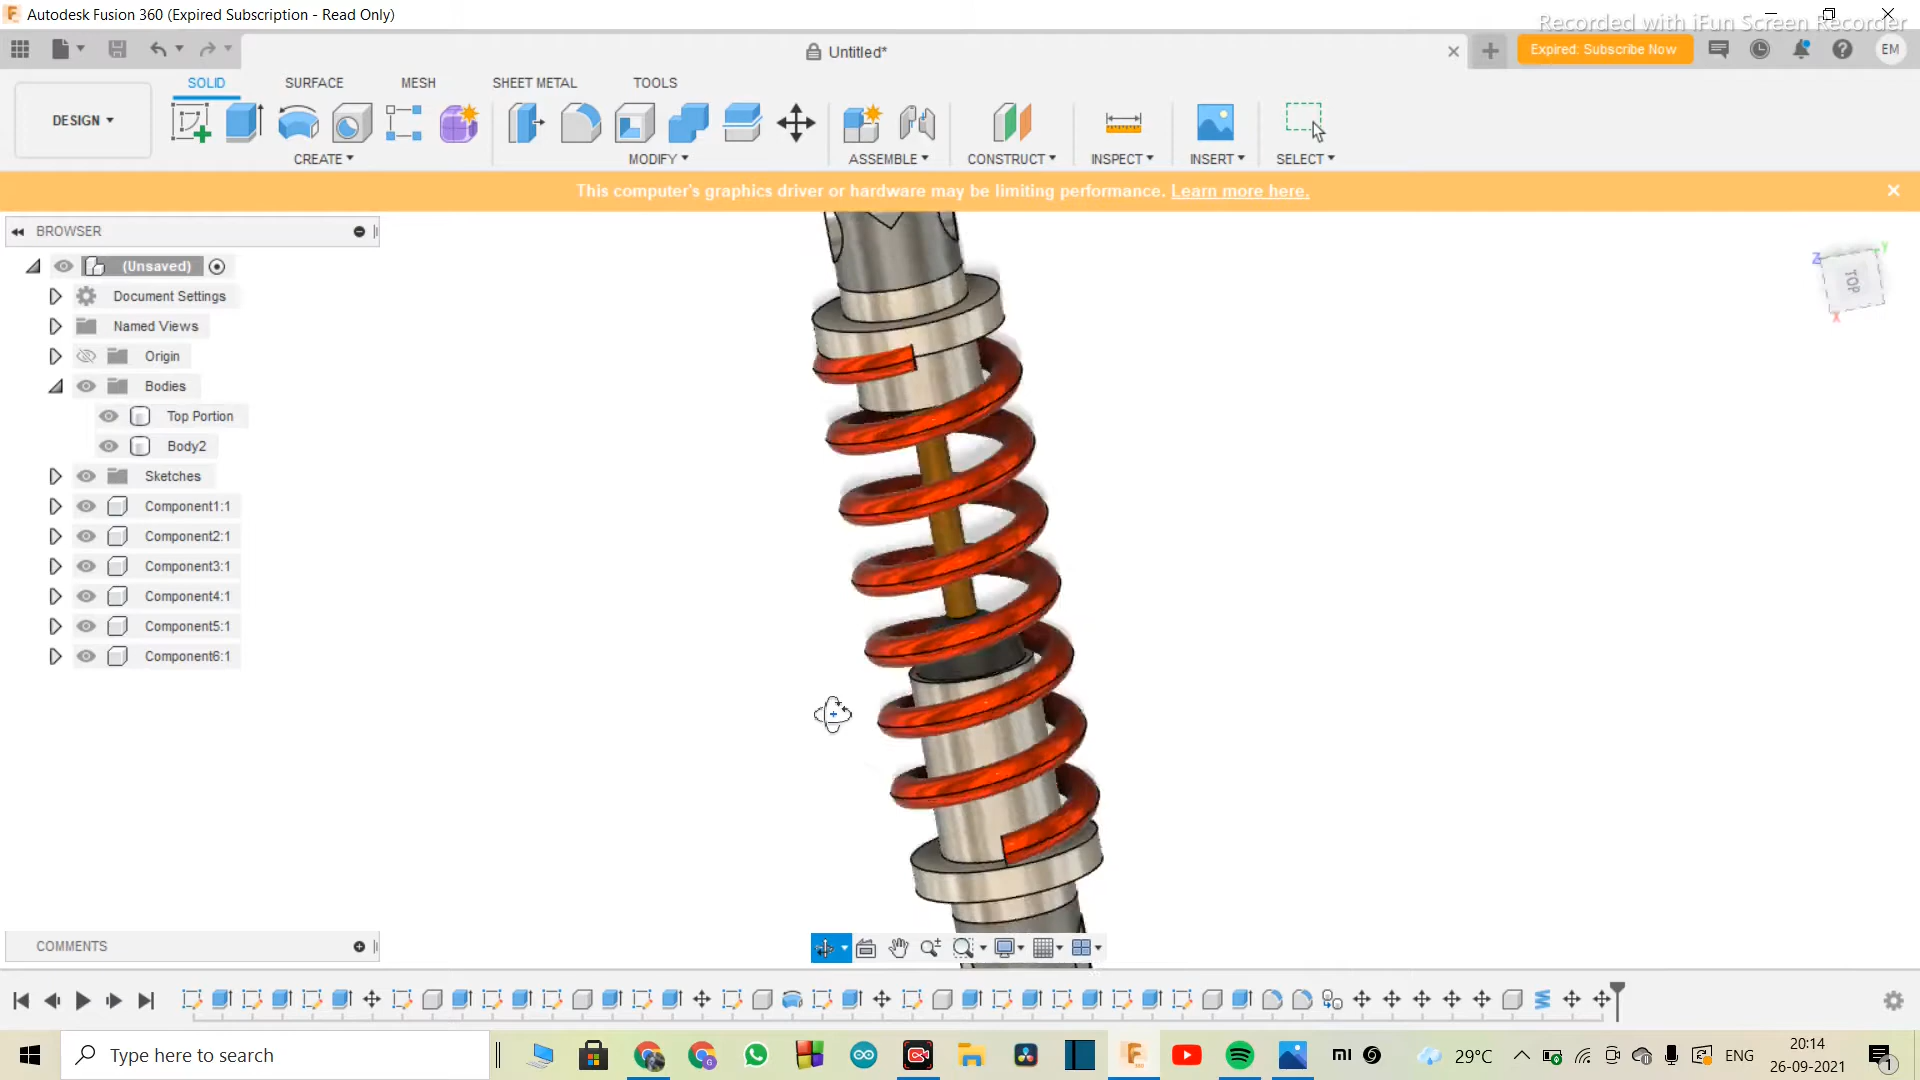 Autodesk Fusion 360 (Expired Subscription - Read Only)
Recorded with iFun Screen Recorder
Untitled*
Expired: Subscribe Now
EM
DESIGN
SOLID
SURFACE
MESH
SHEET METAL
TOOLS
CREATE
MODIFY
ASSEMBLE
CONSTRUCT
INSPECT
INSERT
SELECT
This computer's graphics driver or hardware may be limiting performance. Learn more here.
BROWSER
(Unsaved)
Document Settings
Named Views
Origin
Bodies
Top Portion
Body2
Sketches
Component1:1
Component2:1
Component3:1
Component4:1
Component5:1
Component6:1
Z
Y
TOP
X
COMMENTS
Type here to search
29°C
ENG
20:14
26-09-2021
1